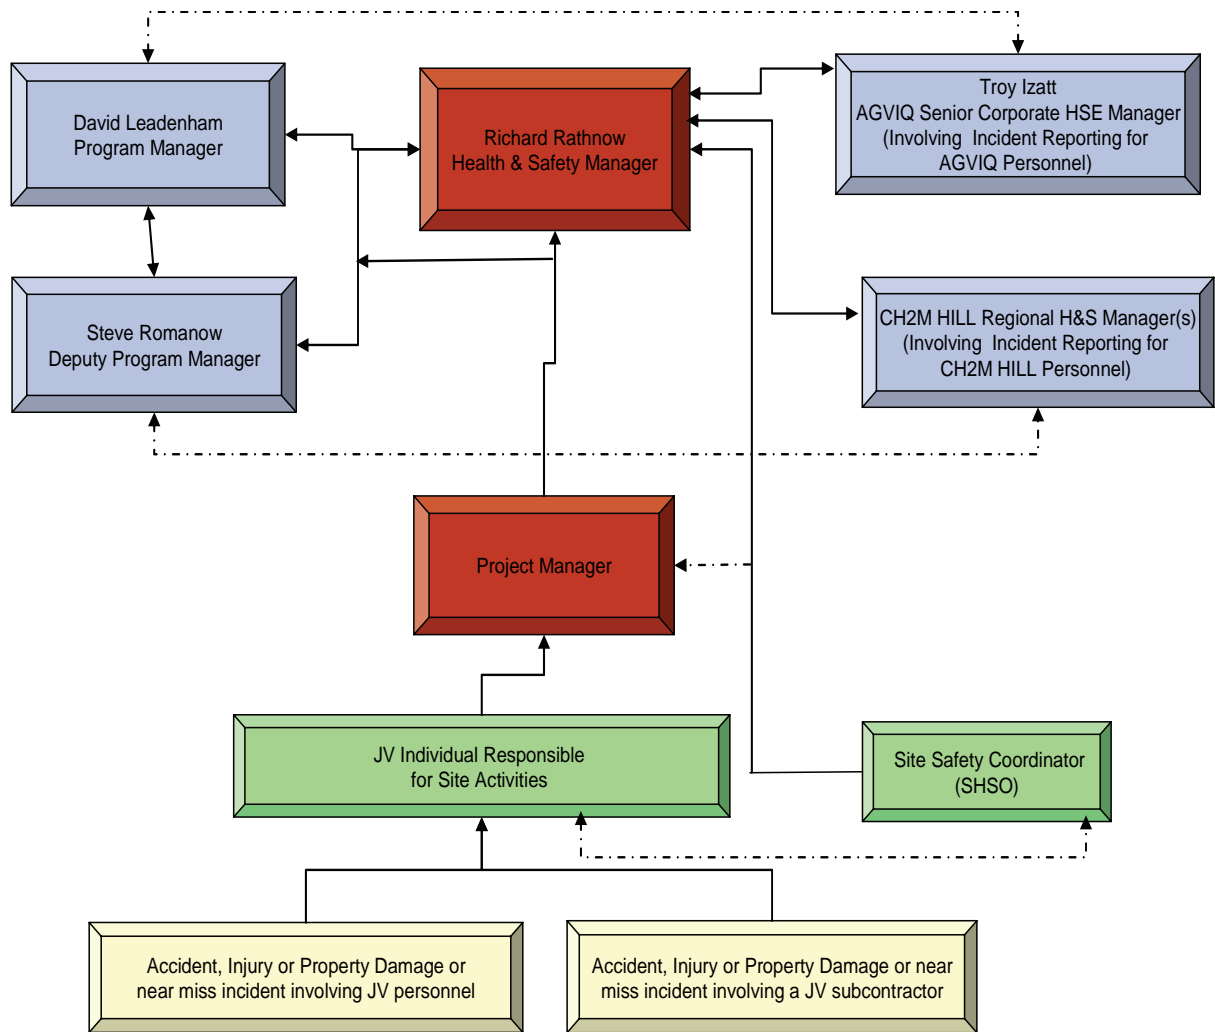 David Leadenham
Program Manager
Richard Rathnow
Health & Safety Manager
Troy Izatt
AGVIQ Senior Corporate HSE Manager
(Involving  Incident Reporting for
AGVIQ Personnel)
Steve Romanow
Deputy Program Manager
CH2M HILL Regional H&S Manager(s)
(Involving  Incident Reporting for
CH2M HILL Personnel)
Project Manager
JV Individual Responsible
for Site Activities
Site Safety Coordinator
(SHSO)
Accident, Injury or Property Damage or
near miss incident involving JV personnel
Accident, Injury or Property Damage or near
miss incident involving a JV subcontractor